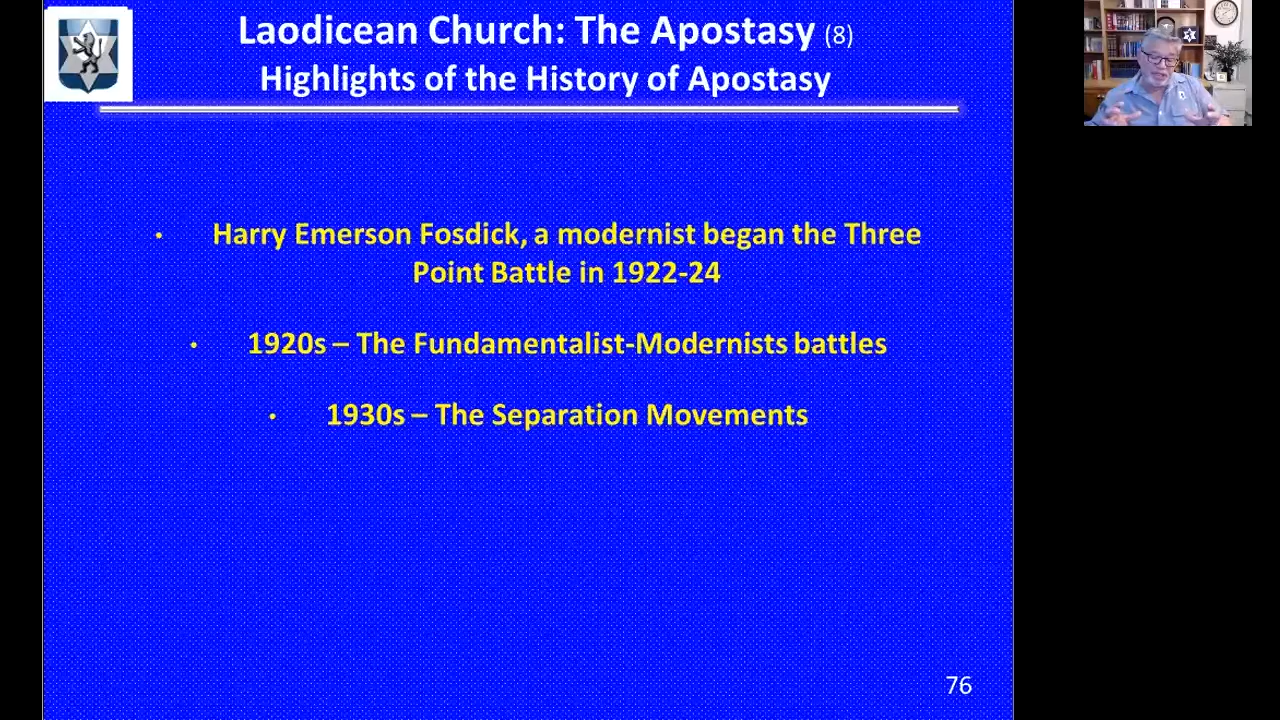 Laodicean Church: The Apostasy (8)
Highlights of the History of Apostasy
• Harry Emerson Fosdick, a modernist began the Three
Point Battle in 1922-24
• 1920s – The Fundamentalist-Modernists battles
• 1930s – The Separation Movements
76